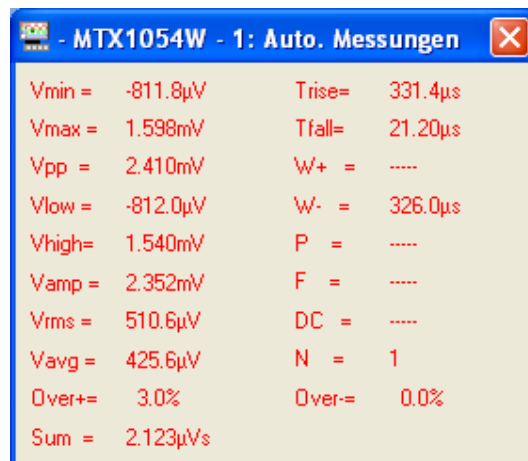 - MTX1054W - 1: Auto. Messungen
Vmin = -811.8µV Trise= 331.4µs
Vmax = 1.598mV Tfall= 21.20µs
Vpp = 2.410mV W+ = -----
Vlow = -812.0µV W- = 326.0µs
Vhigh= 1.540mV P = -----
Vamp = 2.352mV F = -----
Vrms = 510.6µV DC = -----
Vavg = 425.6µV N = 1
Over+= 3.0% Over-= 0.0%
Sum = 2.123µVs